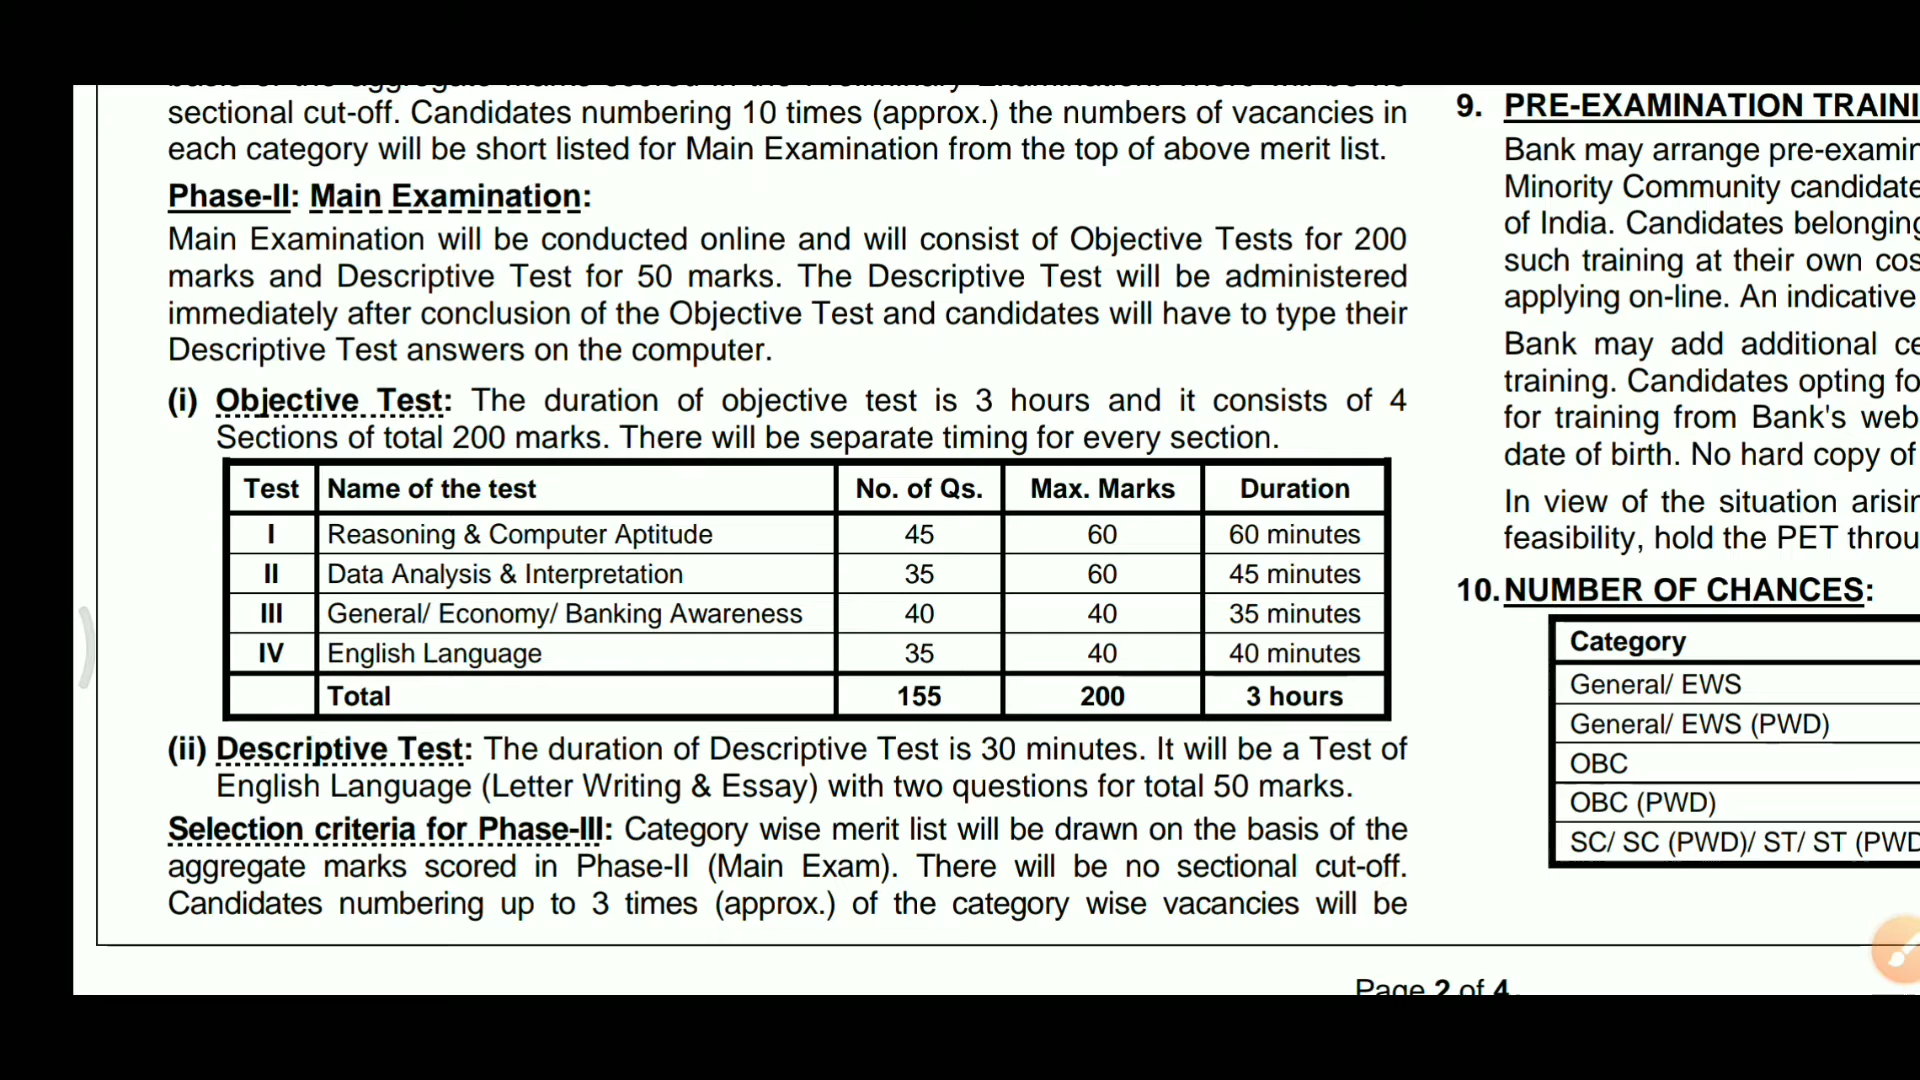 sectional cut-off. Candidates numbering 10 times (approx.) the numbers of vacancies in
each category will be short listed for Main Examination from the top of above merit list.
Phase-II: Main Examination:
Main Examination will be conducted online and will consist of Objective Tests for 200
marks and Descriptive Test for 50 marks. The Descriptive Test will be administered
immediately after conclusion of the Objective Test and candidates will have to type their
Descriptive Test answers on the computer.
(i) Objective Test: The duration of objective test is 3 hours and it consists of 4
Sections of total 200 marks. There will be separate timing for every section.
Test Name of the test No. of Qs. Max. Marks Duration
I Reasoning & Computer Aptitude 45 60 60 minutes
II Data Analysis & Interpretation 35 60 45 minutes
III General/ Economy/ Banking Awareness 40 40 35 minutes
IV English Language 35 40 40 minutes
Total 155 200 3 hours
(ii) Descriptive Test: The duration of Descriptive Test is 30 minutes. It will be a Test of
English Language (Letter Writing & Essay) with two questions for total 50 marks.
Selection criteria for Phase-III: Category wise merit list will be drawn on the basis of the
aggregate marks scored in Phase-II (Main Exam). There will be no sectional cut-off.
Candidates numbering up to 3 times (approx.) of the category wise vacancies will be
9. PRE-EXAMINATION TRAINI
Bank may arrange pre-examin
Minority Community candidate
of India. Candidates belonging
such training at their own cos
applying on-line. An indicative
Bank may add additional ce
training. Candidates opting fo
for training from Bank's web
date of birth. No hard copy of
In view of the situation arisin
feasibility, hold the PET throu
10. NUMBER OF CHANCES:
Category
General/ EWS
General/ EWS (PWD)
OBC
OBC (PWD)
SC/ SC (PWD)/ ST/ ST (PWD
Page 2 of 4